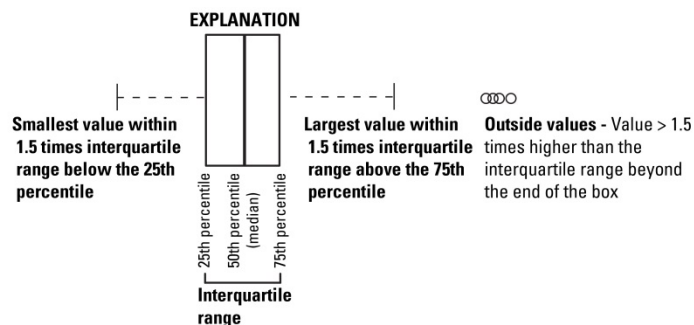 EXPLANATION
Smallest value within
1.5 times interquartile
range below the 25th
percentile
Largest value within
1.5 times interquartile
range above the 75th
percentile
Outside values - Value > 1.5
times higher than the
interquartile range beyond
the end of the box
25th percentile
50th percentile
(median)
75th percentile
Interquartile
range